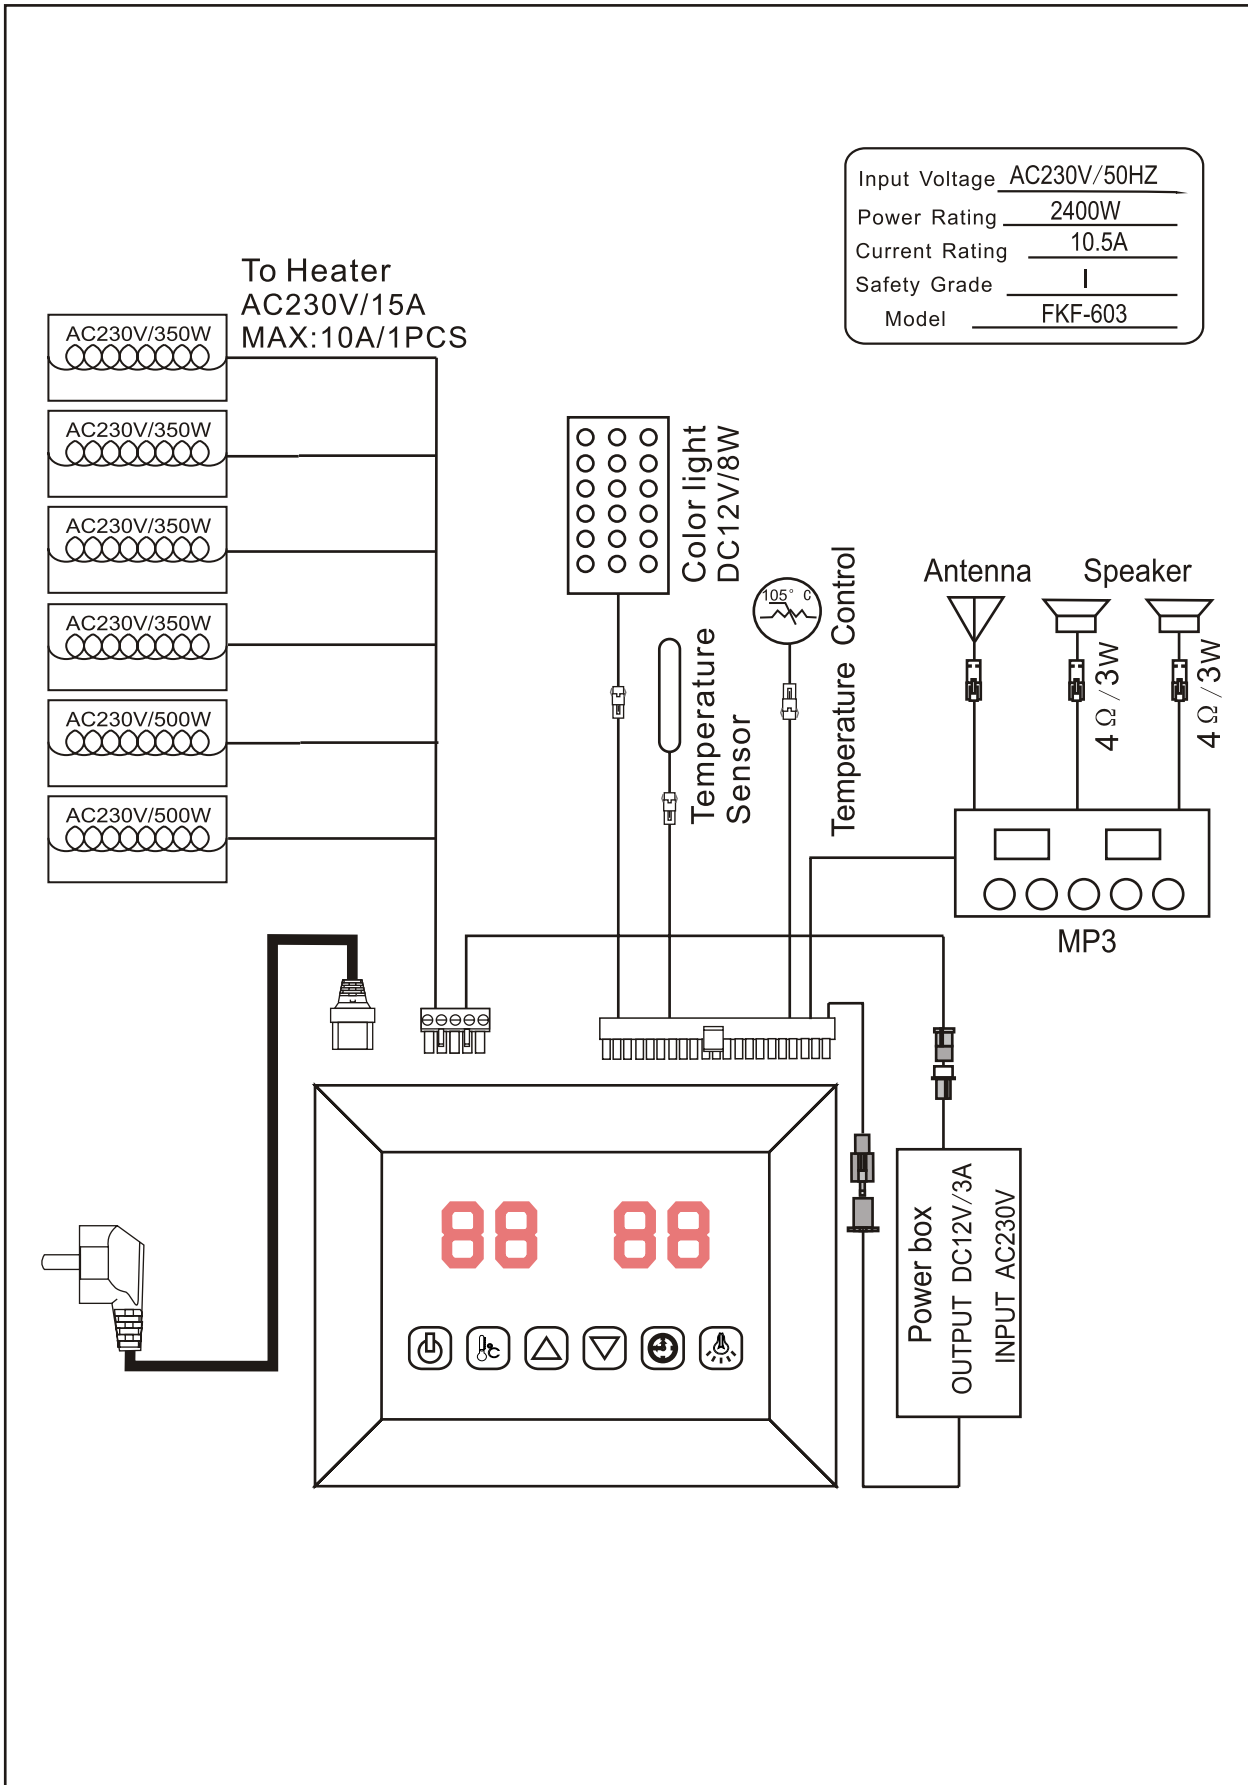 Input Voltage AC230V/50HZ
Power Rating 2400W
Current Rating 10.5A
Safety Grade I
Model FKF-603
To Heater
AC230V/15A
MAX:10A/1PCS
AC230V/350W
AC230V/350W
AC230V/350W
AC230V/350W
AC230V/500W
AC230V/500W
Color light
DC12V/8W
Temperature
Sensor
105° C
Temperature Control
Antenna
Speaker
4Ω/3W
4Ω/3W
MP3
88 88
°C
Power box
OUTPUT DC12V/3A
INPUT AC230V